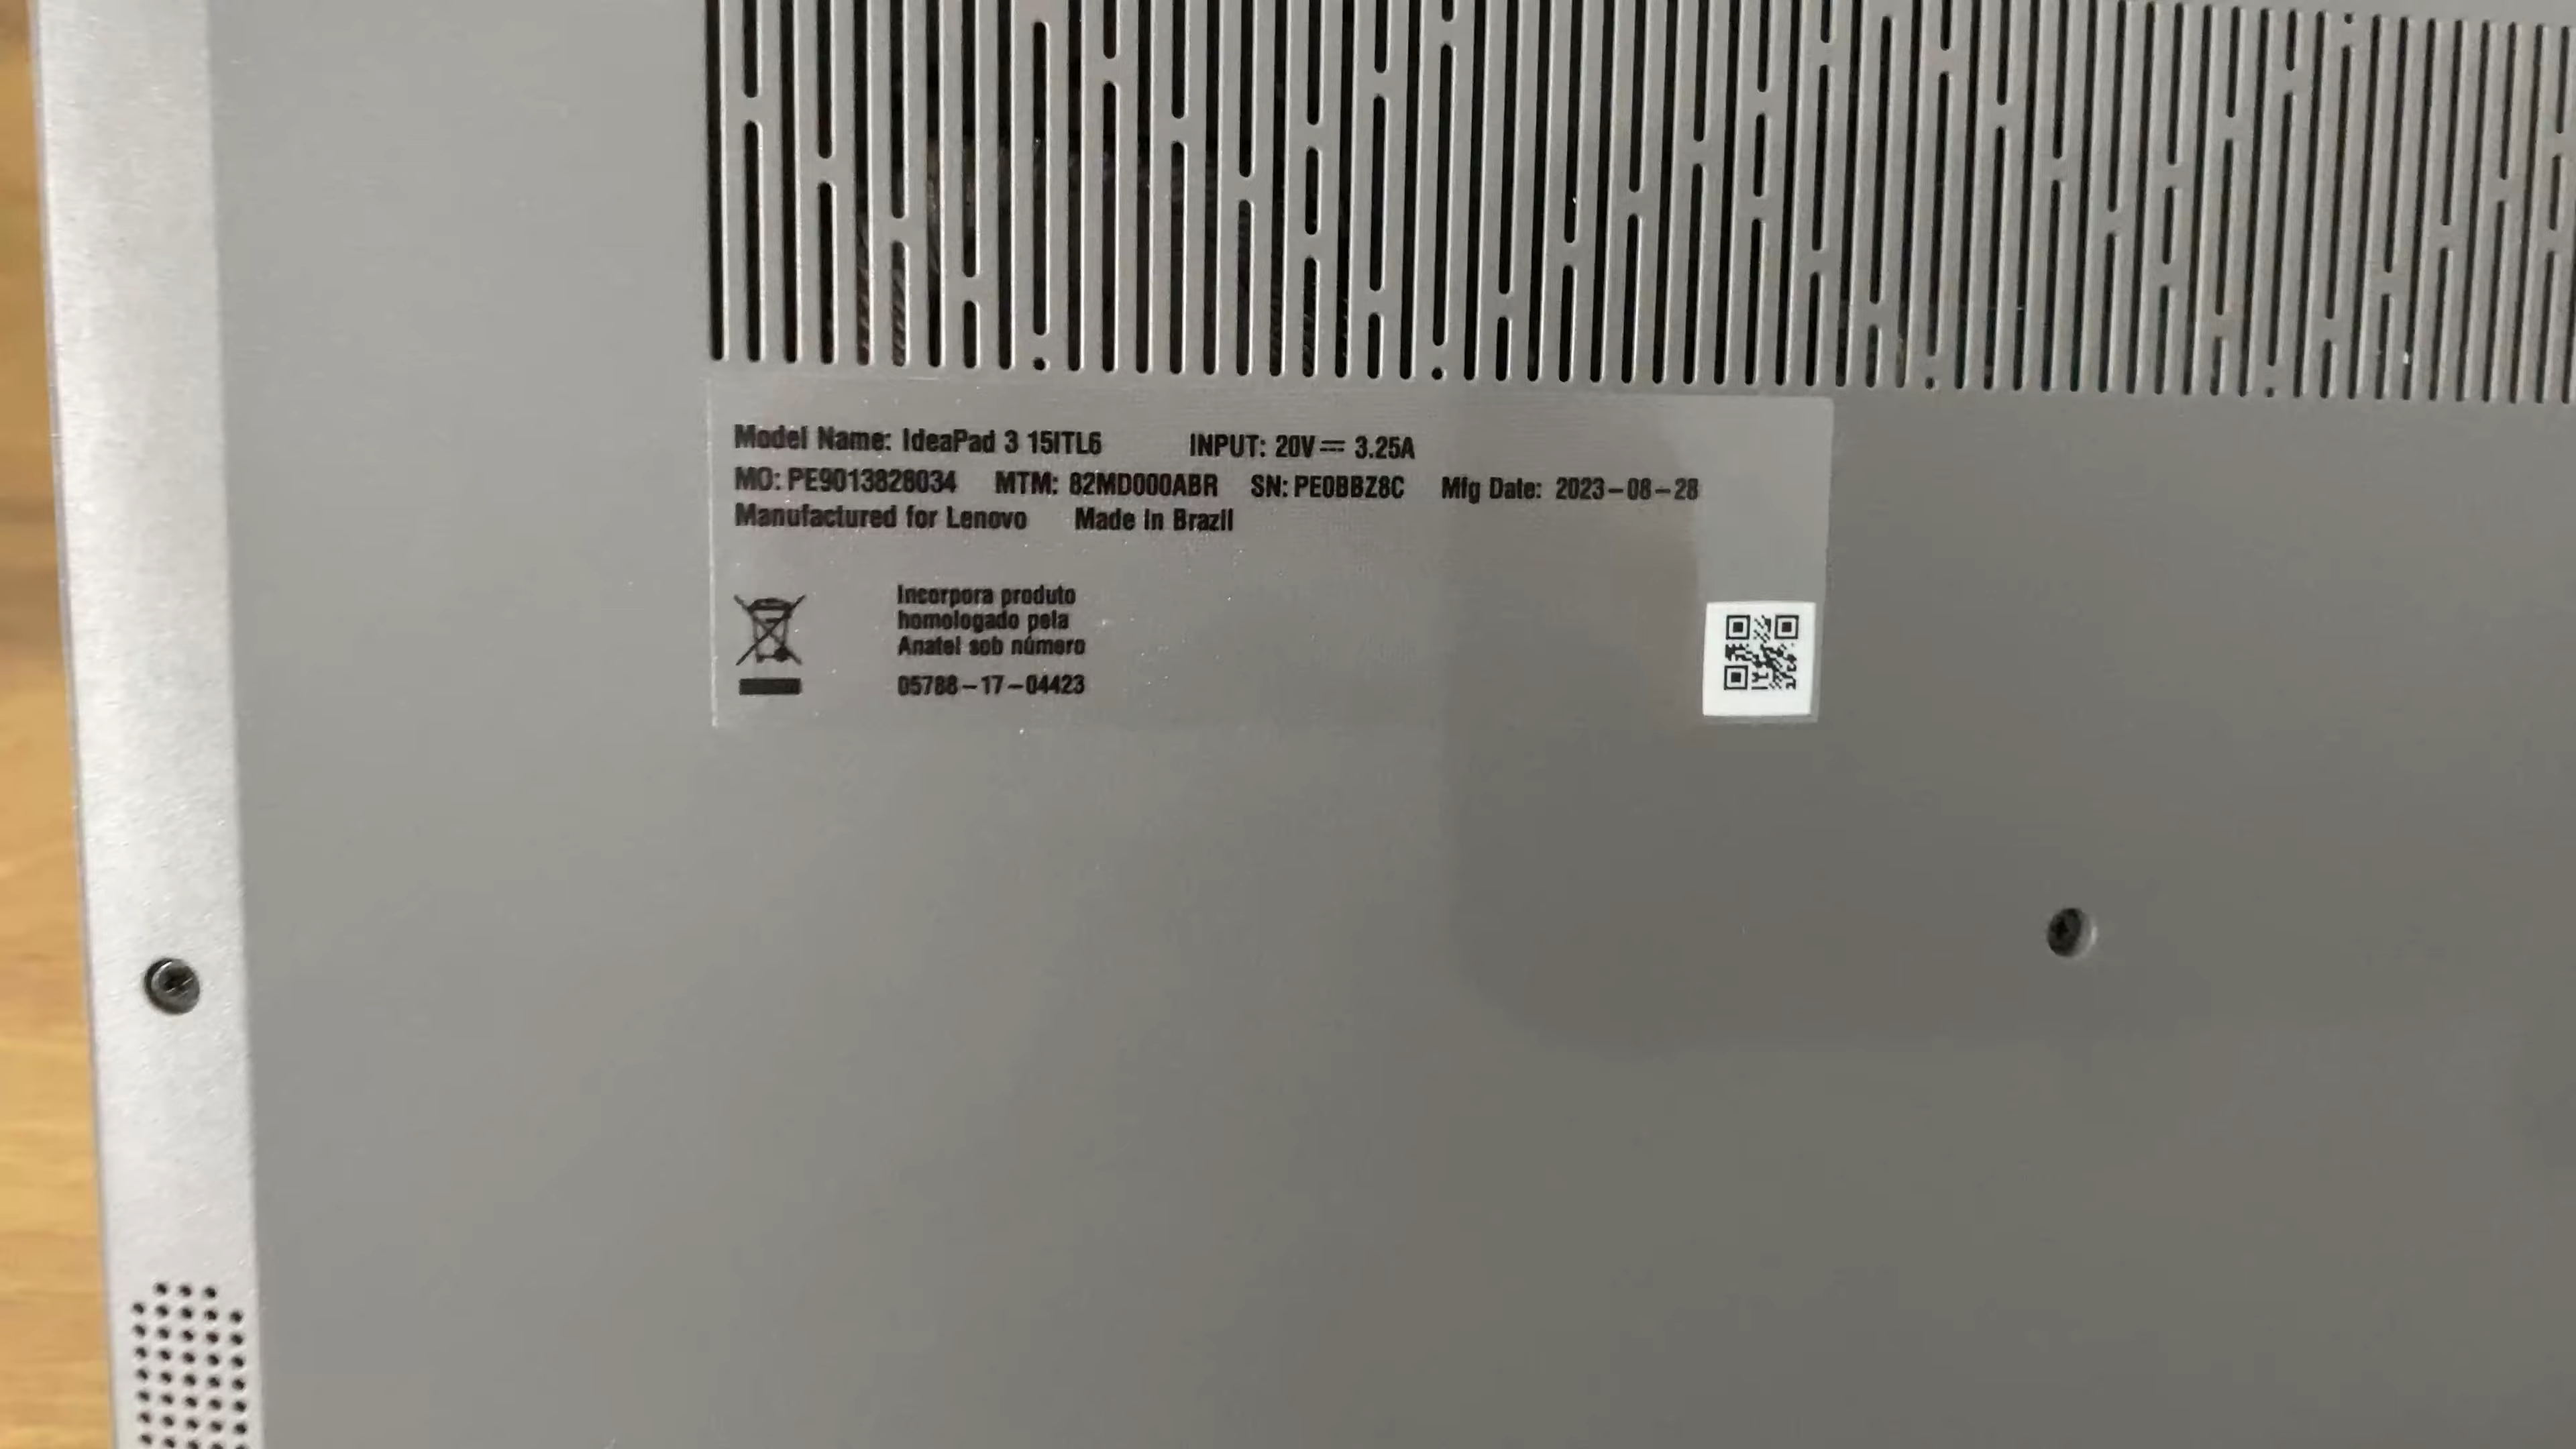 Model Name: IdeaPad 3 15ITL6 INPUT: 20V⎓ 3.25A
MO: PE9013828034 MTM: 82MD000ABR SN: PE0BBZ8C Mfg Date: 2023-08-28
Manufactured for Lenovo Made in Brazil
Incorpora produto
homologado pela
Anatel sob número
05788-17-04423